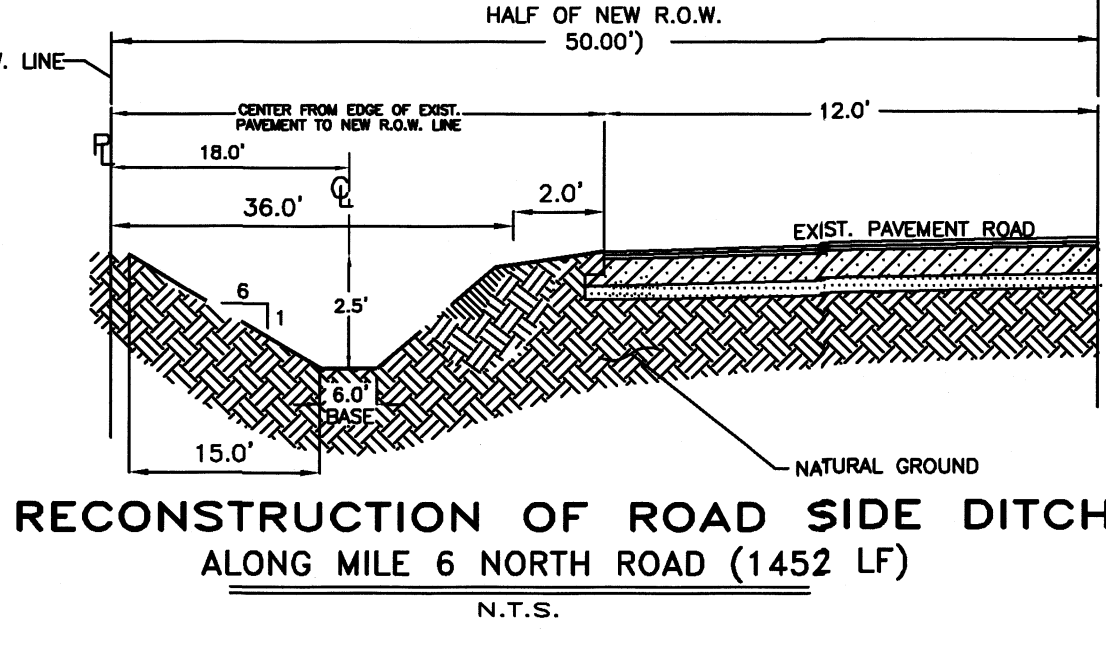 HALF OF NEW R.O.W.
50.00')
W. LINE
CENTER FROM EDGE OF EXIST.
PAVEMENT TO NEW R.O.W. LINE
12.0'
PL
18.0'
CL
36.0'
2.0'
EXIST. PAVEMENT ROAD
6
1
2.5'
6.0'
BASE
15.0'
NATURAL GROUND
RECONSTRUCTION OF ROAD SIDE DITCH
ALONG MILE 6 NORTH ROAD (1452 LF)
N.T.S.